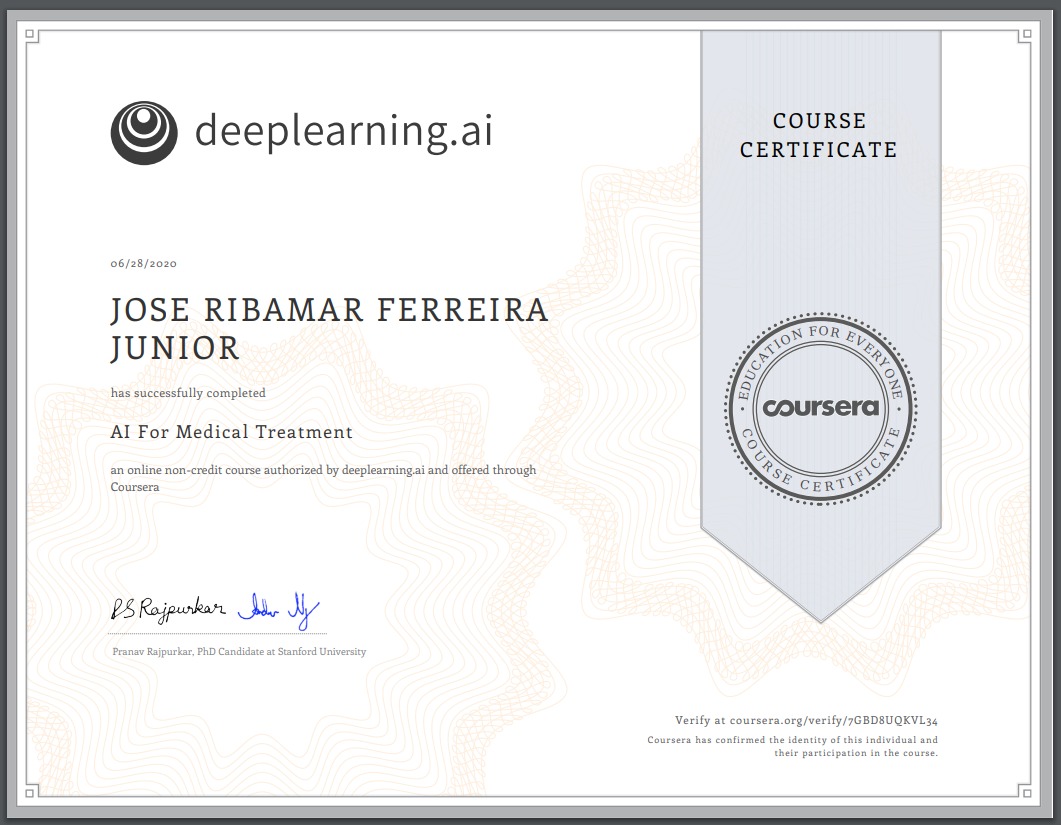 deeplearning.ai
COURSE
CERTIFICATE
06/28/2020
JOSE RIBAMAR FERREIRA
JUNIOR
has successfully completed
AI For Medical Treatment
an online non-credit course authorized by deeplearning.ai and offered through
Coursera
EDUCATION FOR EVERYONE
coursera
COURSE CERTIFICATE
PS Rajpurkar
Pranav Rajpurkar, PhD Candidate at Stanford University
Verify at coursera.org/verify/7GBD8UQKVL34
Coursera has confirmed the identity of this individual and
their participation in the course.